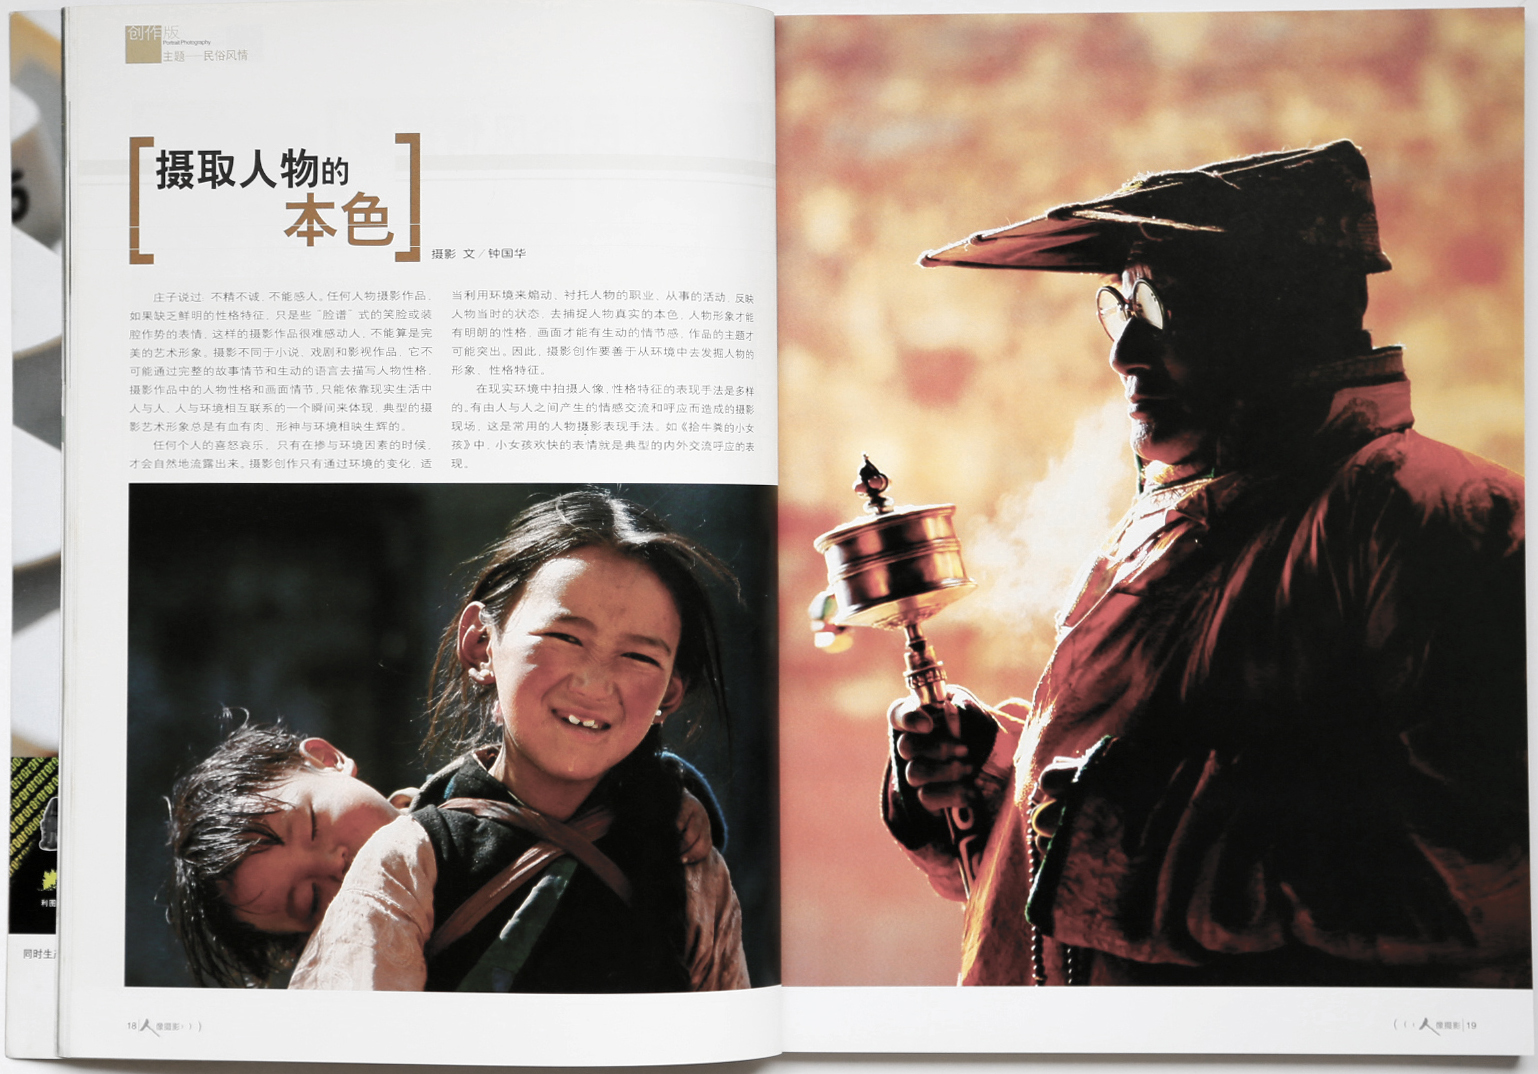 创作版
Portrait Photography
主题——民俗风情
摄取人物的
本色
摄影 文／钟国华
庄子说过：不精不诚，不能感人。任何人物摄影作品，
如果缺乏鲜明的性格特征，只是些“脸谱”式的笑脸或装
腔作势的表情，这样的摄影作品很难感动人，不能算是完
美的艺术形象。摄影不同于小说、戏剧和影视作品，它不
可能通过完整的故事情节和生动的语言去描写人物性格，
摄影作品中的人物性格和画面情节，只能依靠现实生活中
人与人、人与环境相互联系的一个瞬间来体现，典型的摄
影艺术形象总是有血有肉、形神与环境相映生辉的。
任何个人的喜怒哀乐，只有在掺与环境因素的时候，
才会自然地流露出来。摄影创作只有通过环境的变化，适
当利用环境来煽动、衬托人物的职业、从事的活动，反映
人物当时的状态，去捕捉人物真实的本色，人物形象才能
有明朗的性格，画面才能有生动的情节感，作品的主题才
可能突出。因此，摄影创作要善于从环境中去发掘人物的
形象、性格特征。
在现实环境中拍摄人像，性格特征的表现手法是多样
的。有由人与人之间产生的情感交流和呼应而造成的摄影
现场，这是常用的人物摄影表现手法，如《拾牛粪的小女
孩》中，小女孩欢快的表情就是典型的内外交流呼应的表
现。
利图
同时生产
18 人像摄影
人像摄影 19